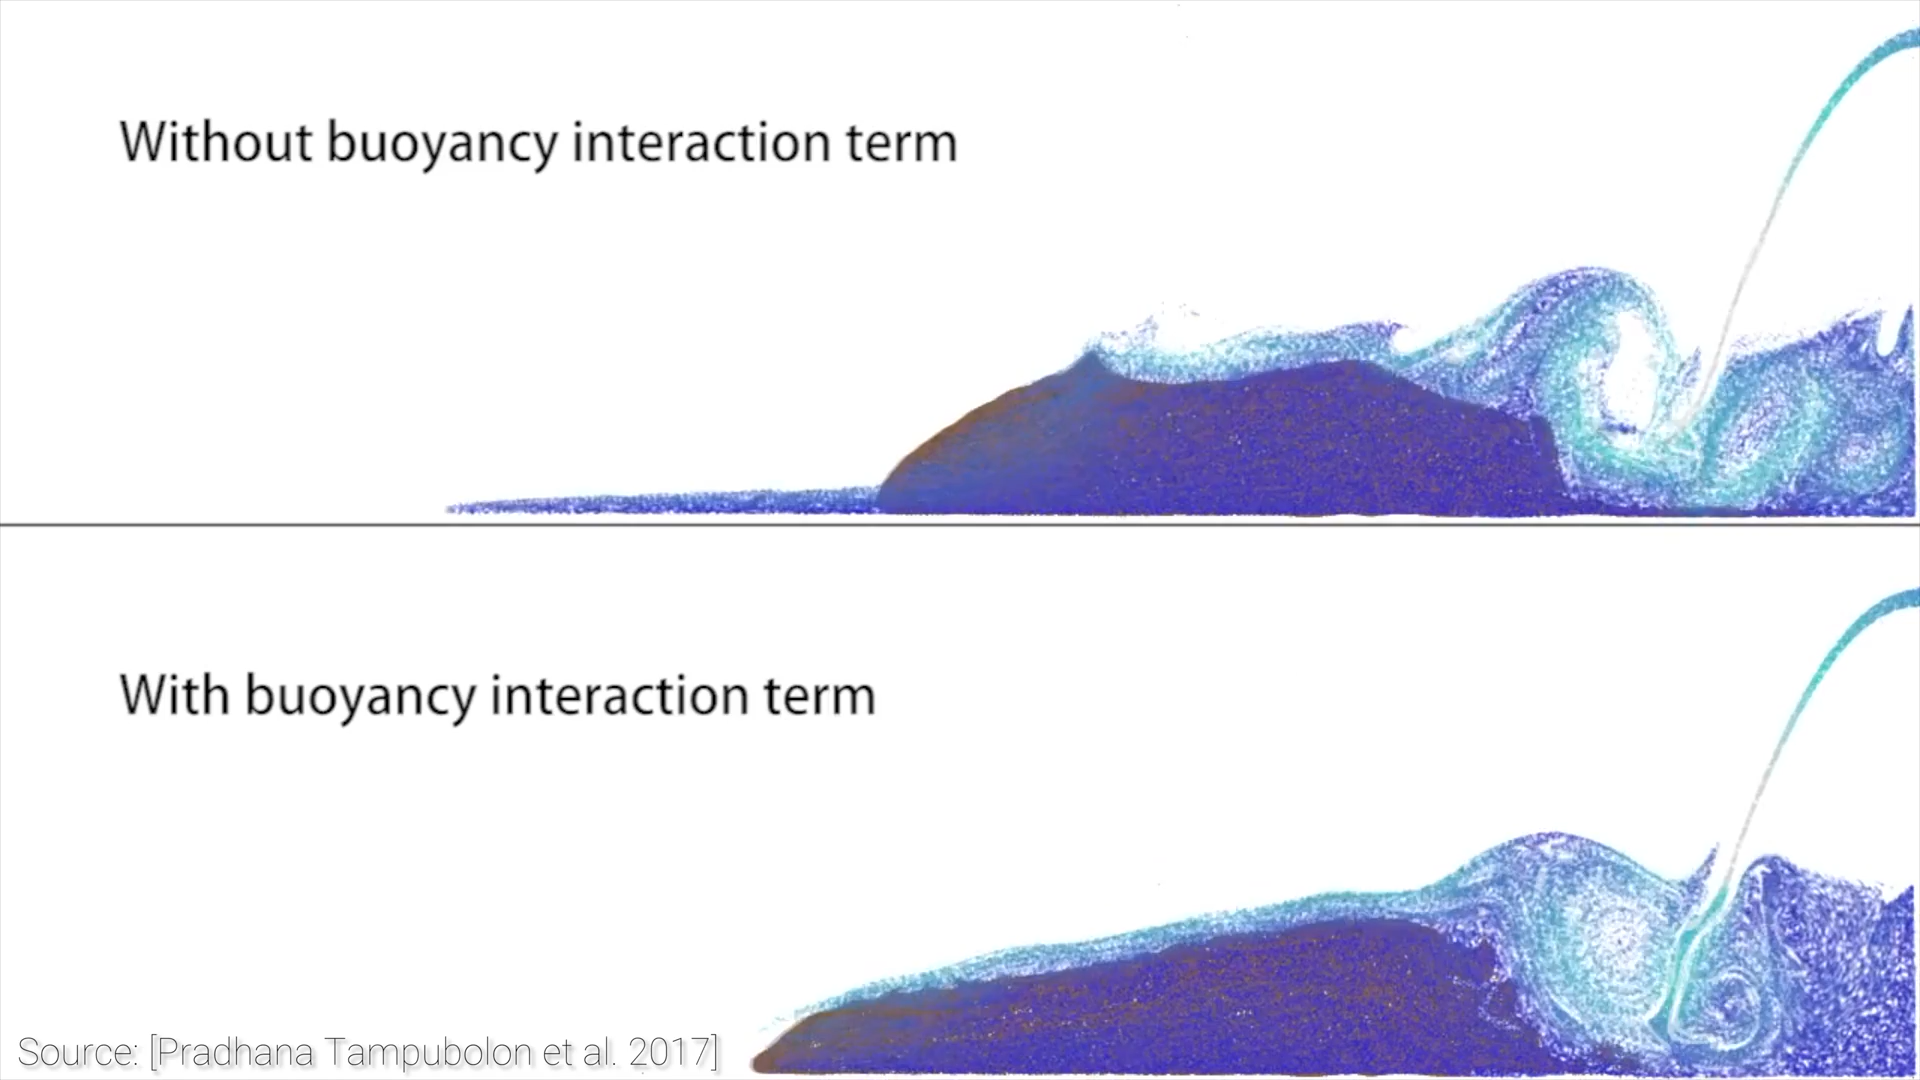 Without buoyancy interaction term
With buoyancy interaction term
Source: [Pradhana Tampubolon et al. 2017]